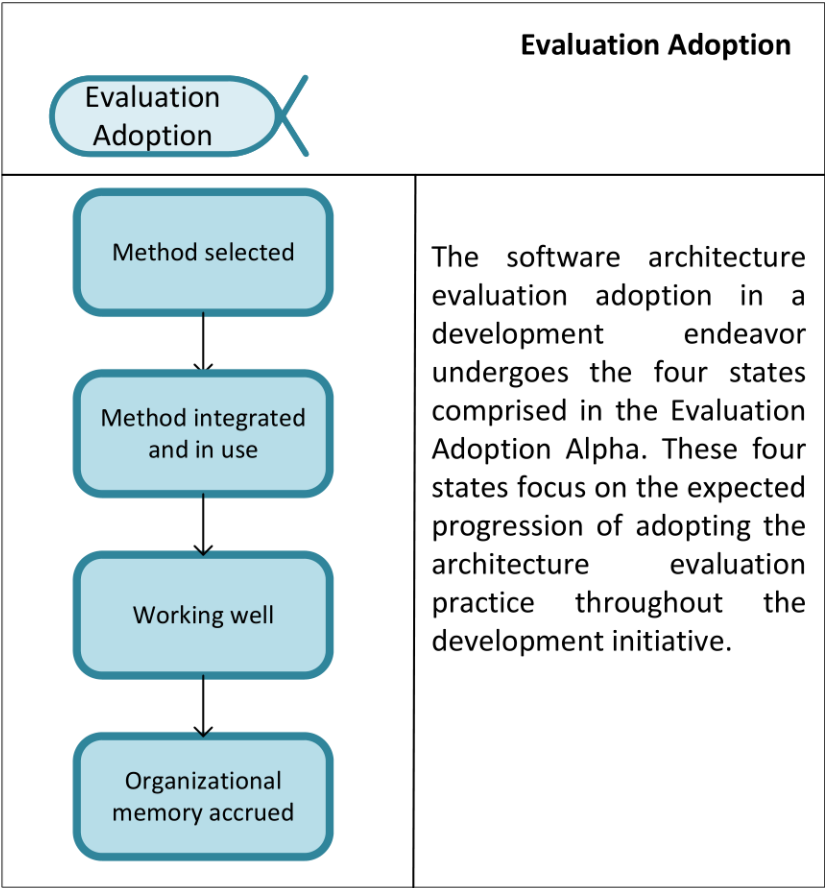 Evaluation Adoption
Evaluation
Adoption
Method selected
Method integrated
and in use
Working well
Organizational
memory accrued
The software architecture
evaluation adoption in a
development endeavor
undergoes the four states
comprised in the Evaluation
Adoption Alpha. These four
states focus on the expected
progression of adopting the
architecture evaluation
practice throughout the
development initiative.